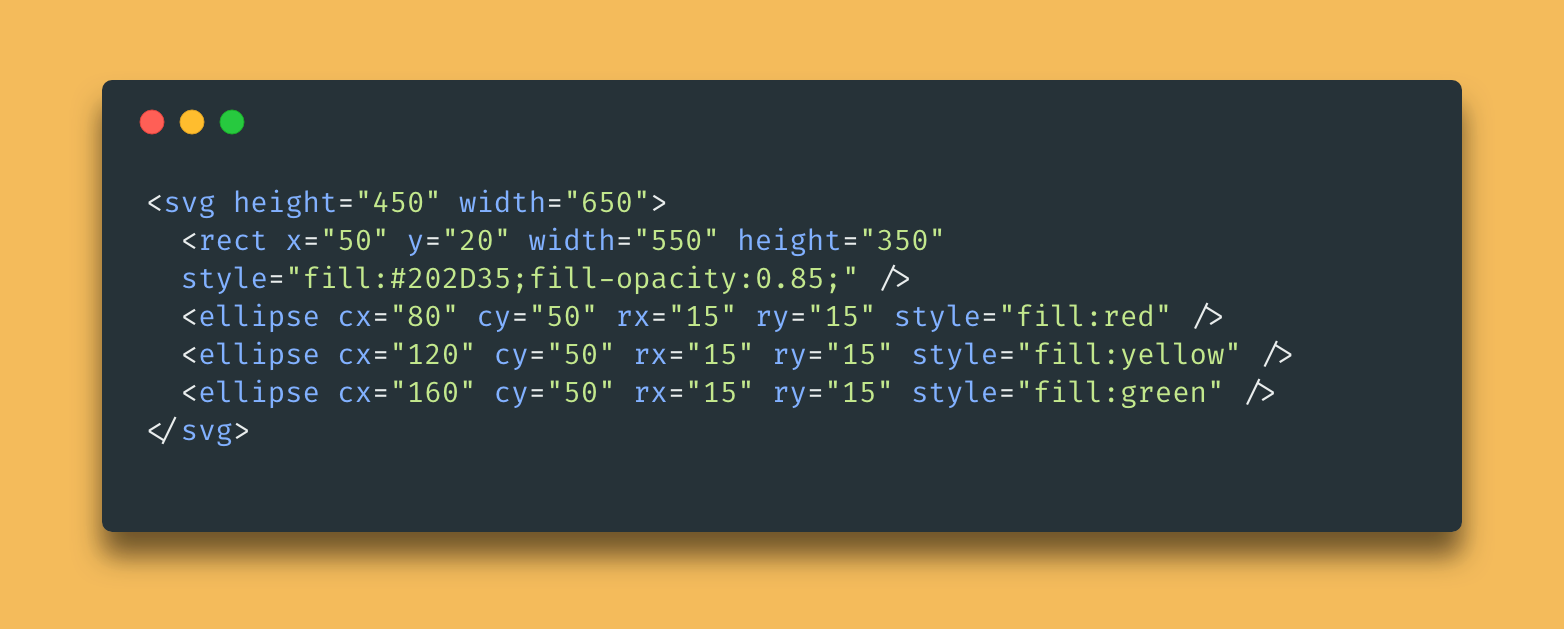 <svg height="450" width="650">
  <rect x="50" y="20" width="550" height="350"
  style="fill:#202D35;fill-opacity:0.85;" />
  <ellipse cx="80" cy="50" rx="15" ry="15" style="fill:red" />
  <ellipse cx="120" cy="50" rx="15" ry="15" style="fill:yellow" />
  <ellipse cx="160" cy="50" rx="15" ry="15" style="fill:green" />
</svg>